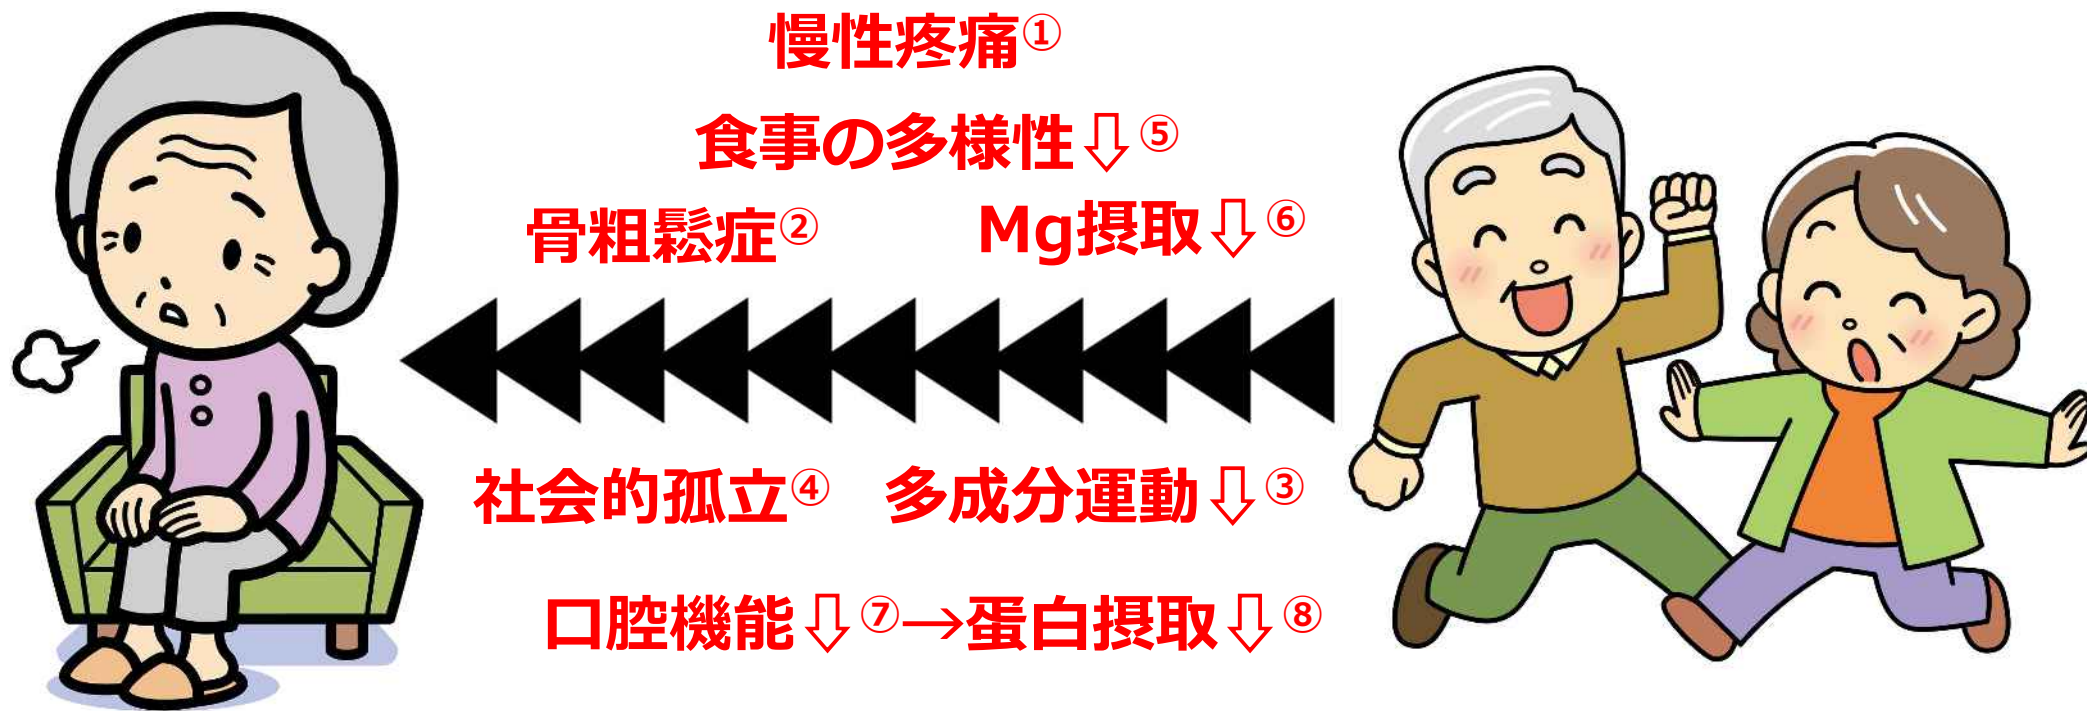 慢性疼痛①
食事の多様性⇩⑤
骨粗鬆症② Mg摂取⇩⑥
社会的孤立④ 多成分運動⇩③
口腔機能⇩⑦→蛋白摂取⇩⑧